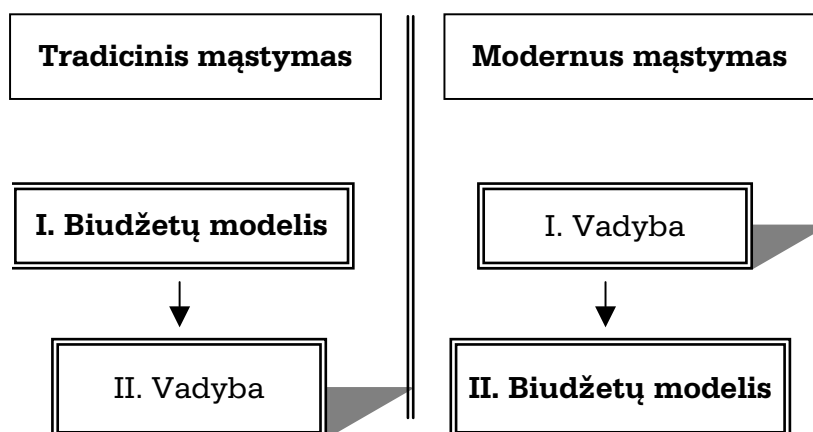 Tradicinis mąstymas
Modernus mąstymas
I. Biudžetų modelis
I. Vadyba
II. Vadyba
II. Biudžetų modelis